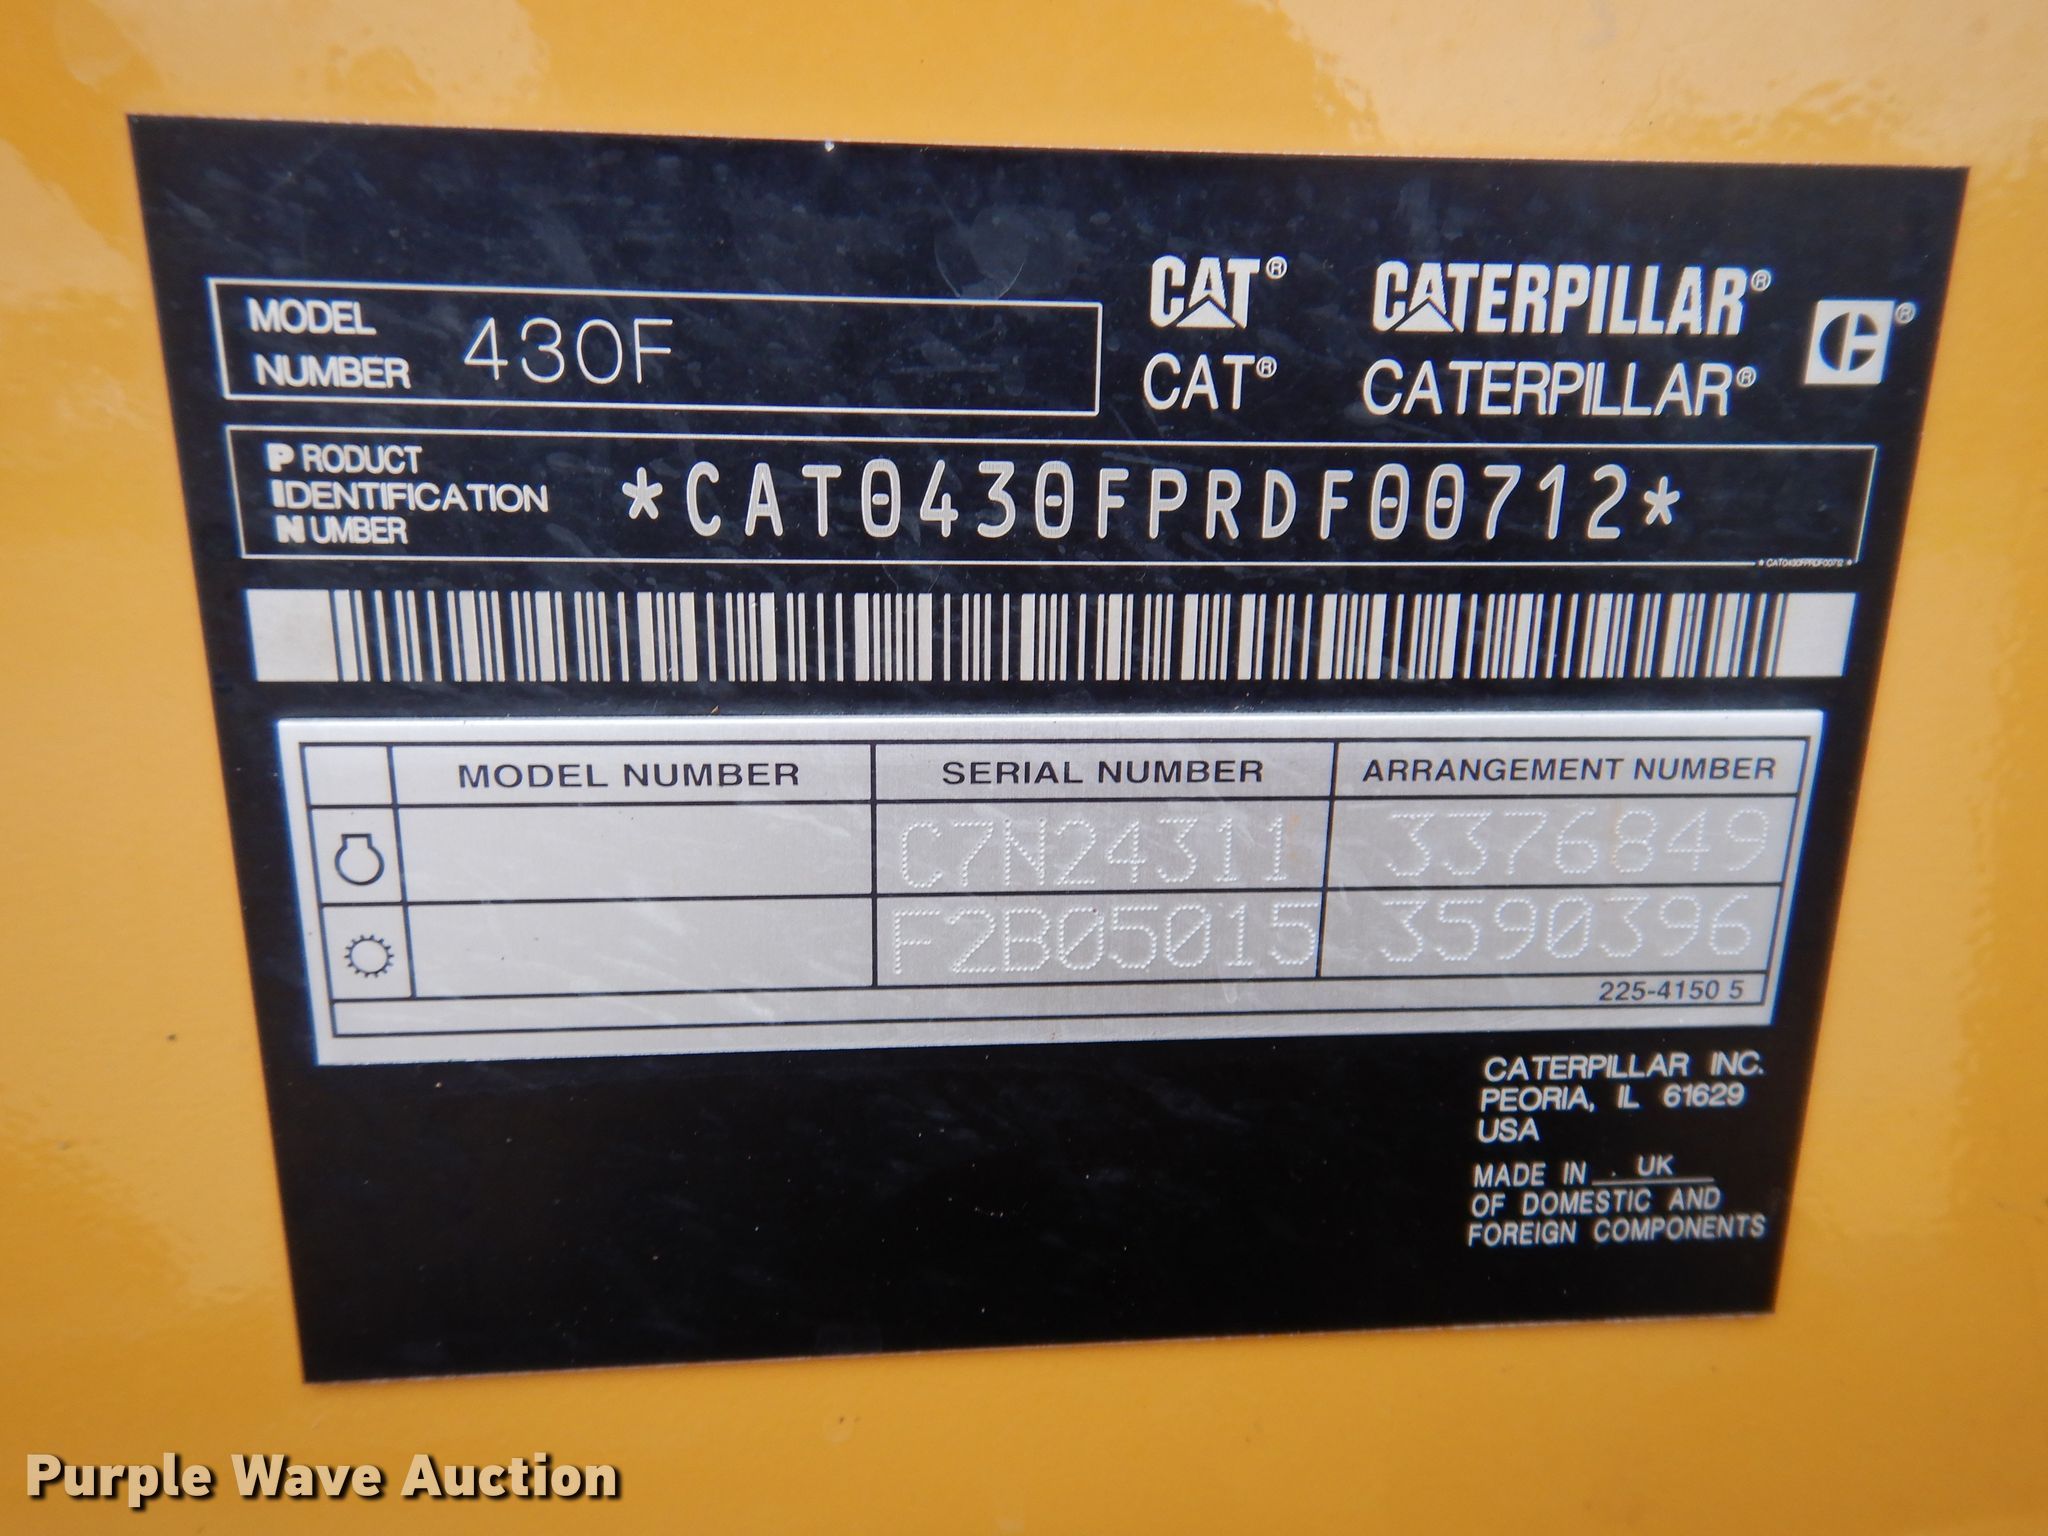 MODEL NUMBER 430F
CAT® CATERPILLAR® ®
CAT® CATERPILLAR®
PRODUCT
IDENTIFICATION
NUMBER
*CAT0430FPRDF00712*
*CAT0430FPRDF00712*
MODEL NUMBER SERIAL NUMBER ARRANGEMENT NUMBER
C7N24311 3376849
F2B05015 3590396
225-4150 5
CATERPILLAR INC.
PEORIA, IL 61629
USA
MADE IN UK
OF DOMESTIC AND
FOREIGN COMPONENTS
Purple Wave Auction